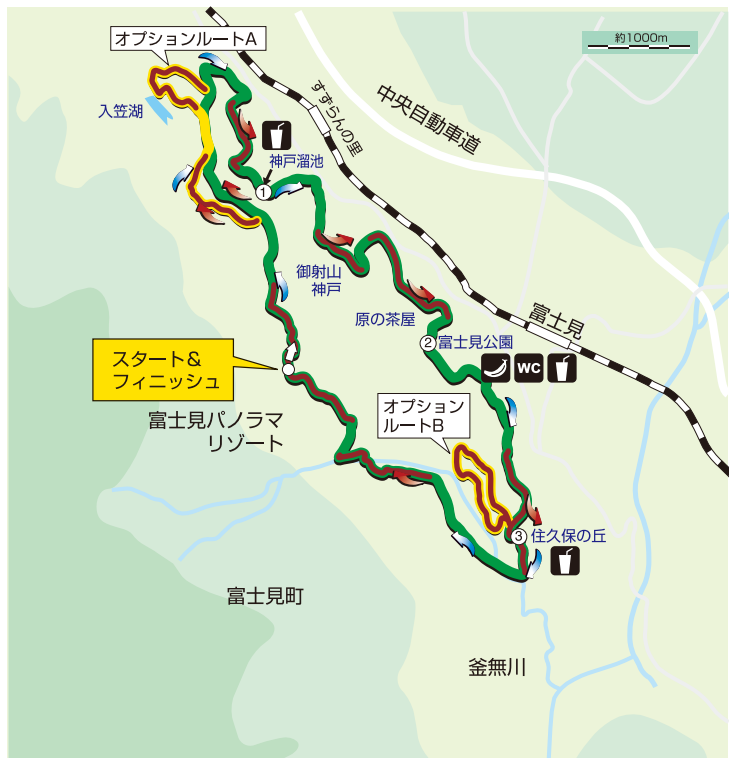 オプションルートA
約1000m
すずらんの里
中央自動車道
入笠湖
神戸溜池
1
御射山
神戸
原の茶屋
富士見
2
富士見公園
WC
スタート&
フィニッシュ
富士見パノラマ
リゾート
オプション
ルートB
3
住久保の丘
富士見町
釜無川